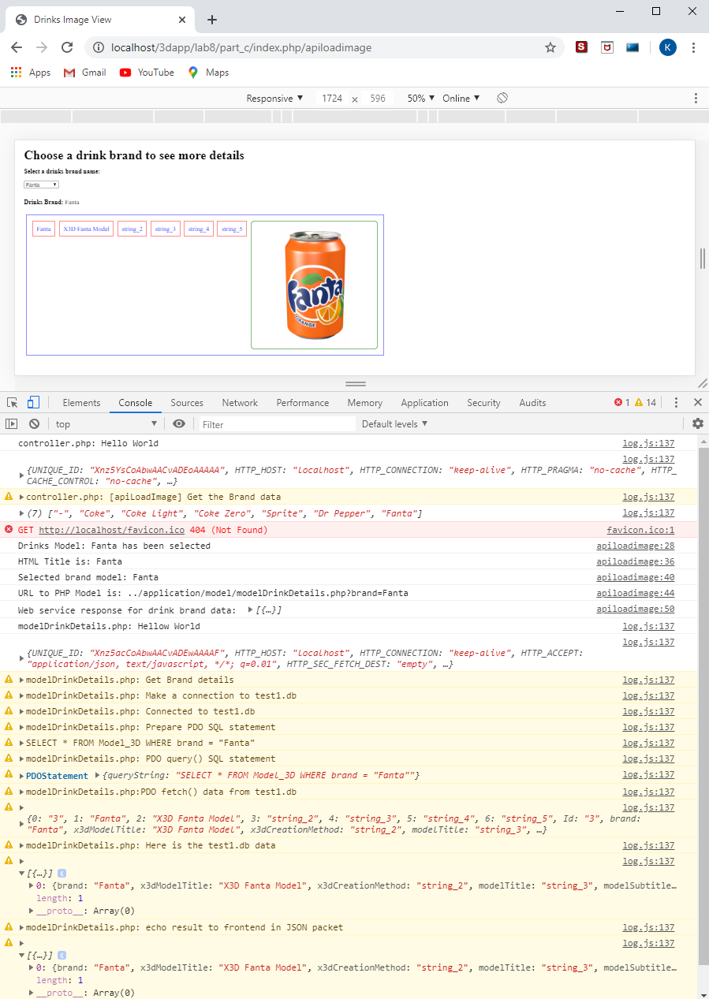 Drinks Image View
localhost/3dapp/lab8/part_c/index.php/apiloadimage
S
K
Apps Gmail YouTube Maps
Responsive ▼ 1724 x 596 50% ▼ Online ▼
Choose a drink brand to see more details
Select a drinks brand name:
Fanta
Drinks Brand: Fanta
Fanta X3D Fanta Model string_2 string_3 string_4 string_5
fanta
ORANGE
Elements Console Sources Network Performance Memory Application Security Audits 1 14
top Filter Default levels ▼
controller.php: Hello World log.js:137
log.js:137
{UNIQUE_ID: "Xnz5YsCoAbwAACvADEoAAAAA", HTTP_HOST: "localhost", HTTP_CONNECTION: "keep-alive", HTTP_PRAGMA: "no-cache", HTTP_
CACHE_CONTROL: "no-cache", …}
controller.php: [apiLoadImage] Get the Brand data log.js:137
(7) ["-", "Coke", "Coke Light", "Coke Zero", "Sprite", "Dr Pepper", "Fanta"] log.js:137
GET http://localhost/favicon.ico 404 (Not Found) favicon.ico:1
Drinks Model: Fanta has been selected apiloadimage:28
HTML Title is: Fanta apiloadimage:36
Selected brand model: Fanta apiloadimage:40
URL to PHP Model is: ../application/model/modelDrinkDetails.php?brand=Fanta apiloadimage:44
Web service response for drink brand data: [{…}] apiloadimage:50
modelDrinkDetails.php: Hellow World log.js:137
log.js:137
{UNIQUE_ID: "Xnz5acCoAbwAACvADEwAAAAF", HTTP_HOST: "localhost", HTTP_CONNECTION: "keep-alive", HTTP_ACCEPT:
"application/json, text/javascript, */*; q=0.01", HTTP_SEC_FETCH_DEST: "empty", …}
modelDrinkDetails.php: Get Brand details log.js:137
modelDrinkDetails.php: Make a connection to test1.db log.js:137
modelDrinkDetails.php: Connected to test1.db log.js:137
modelDrinkDetails.php: Prepare PDO SQL statement log.js:137
SELECT * FROM Model_3D WHERE brand = "Fanta" log.js:137
modelDrinkDetails.php: PDO query() SQL statement log.js:137
PDOStatement {queryString: "SELECT * FROM Model_3D WHERE brand = "Fanta""} log.js:137
modelDrinkDetails.php:PDO fetch() data from test1.db log.js:137
log.js:137
{0: "3", 1: "Fanta", 2: "X3D Fanta Model", 3: "string_2", 4: "string_3", 5: "string_4", 6: "string_5", Id: "3", brand:
"Fanta", x3dModelTitle: "X3D Fanta Model", x3dCreationMethod: "string_2", modelTitle: "string_3", …}
modelDrinkDetails.php: Here is the test1.db data log.js:137
log.js:137
[{…}]
0: {brand: "Fanta", x3dModelTitle: "X3D Fanta Model", x3dCreationMethod: "string_2", modelTitle: "string_3", modelSubtitle…
length: 1
__proto__: Array(0)
modelDrinkDetails.php: echo result to frontend in JSON packet log.js:137
log.js:137
[{…}]
0: {brand: "Fanta", x3dModelTitle: "X3D Fanta Model", x3dCreationMethod: "string_2", modelTitle: "string_3", modelSubtitle…
length: 1
__proto__: Array(0)